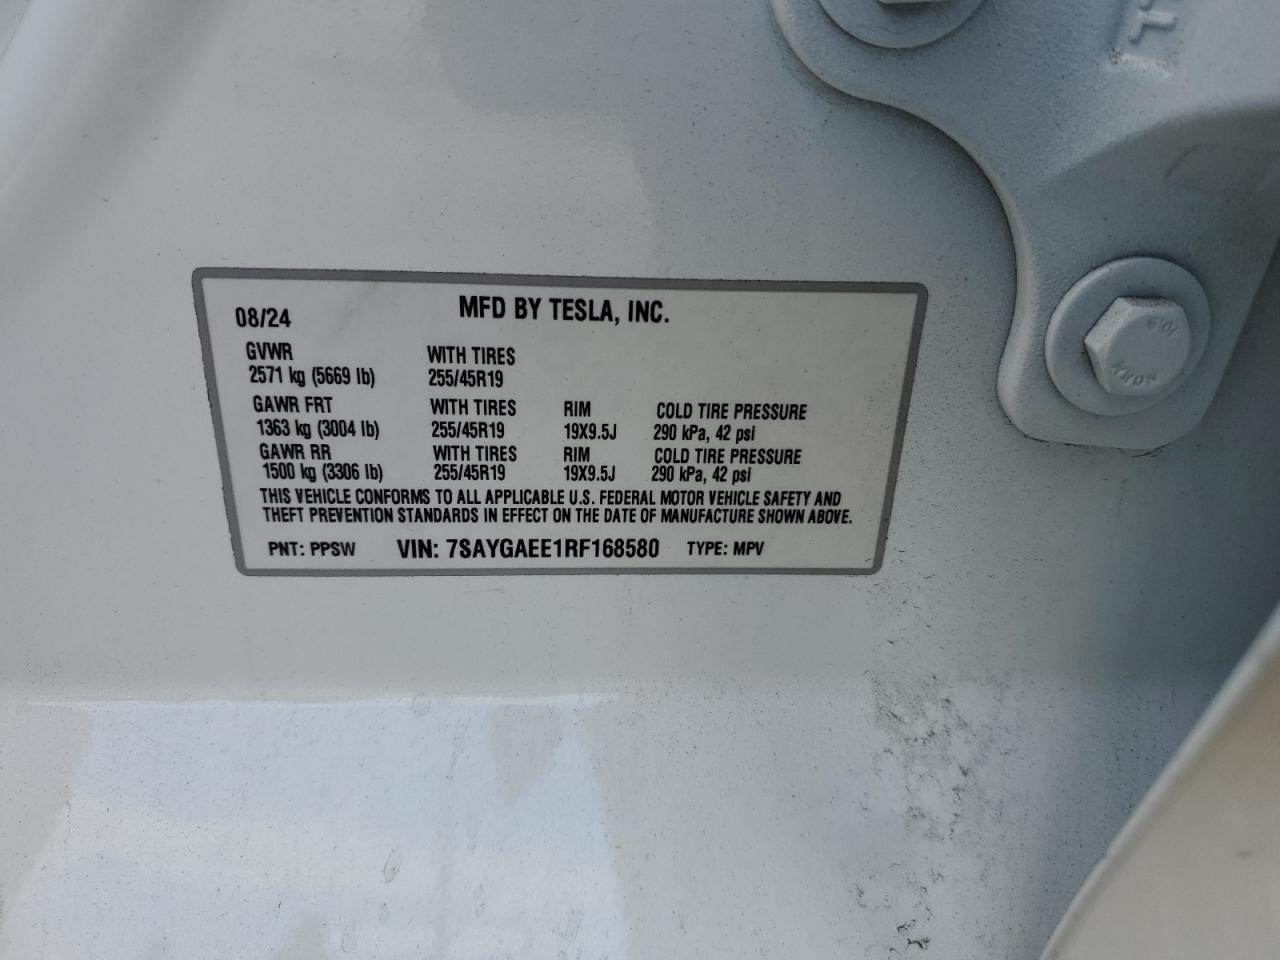 MFD BY TESLA, INC.
08/24
GVWR WITH TIRES
2571 kg (5669 lb) 255/45R19
GAWR FRT WITH TIRES RIM COLD TIRE PRESSURE
1363 kg (3004 lb) 255/45R19 19X9.5J 290 kPa, 42 psi
GAWR RR WITH TIRES RIM COLD TIRE PRESSURE
1500 kg (3306 lb) 255/45R19 19X9.5J 290 kPa, 42 psi
THIS VEHICLE CONFORMS TO ALL APPLICABLE U.S. FEDERAL MOTOR VEHICLE SAFETY AND
THEFT PREVENTION STANDARDS IN EFFECT ON THE DATE OF MANUFACTURE SHOWN ABOVE.
PNT: PPSW VIN: 7SAYGAEE1RF168580 TYPE: MPV
10.9